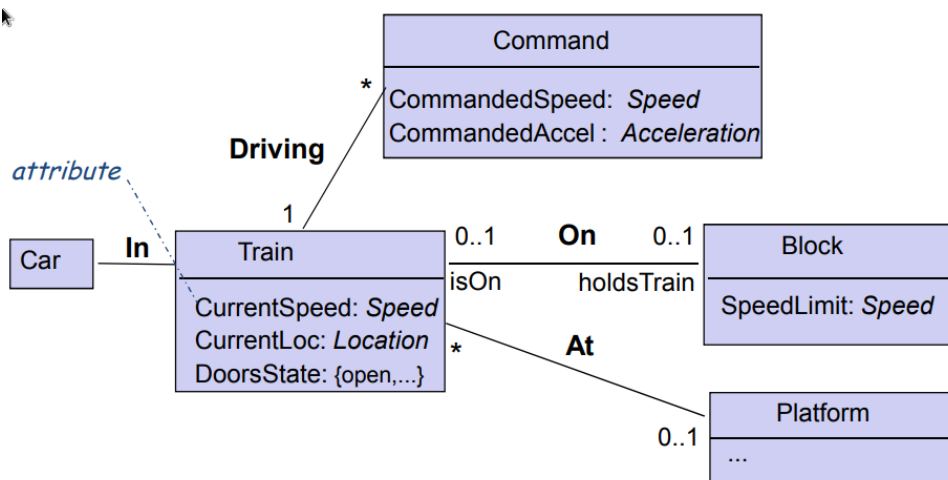 Command
*
CommandedSpeed: Speed
CommandedAccel : Acceleration
Driving
attribute
1
Car
In
Train
0..1
On
0..1
Block
isOn
holdsTrain
CurrentSpeed: Speed
CurrentLoc: Location
DoorsState: {open,...}
SpeedLimit: Speed
*
At
0..1
Platform
...